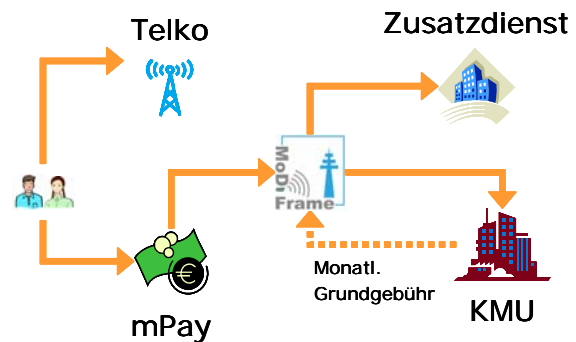 Telko
Zusatzdienst
MoDi
Frame
Monatl.
Grundgebühr
KMU
mPay